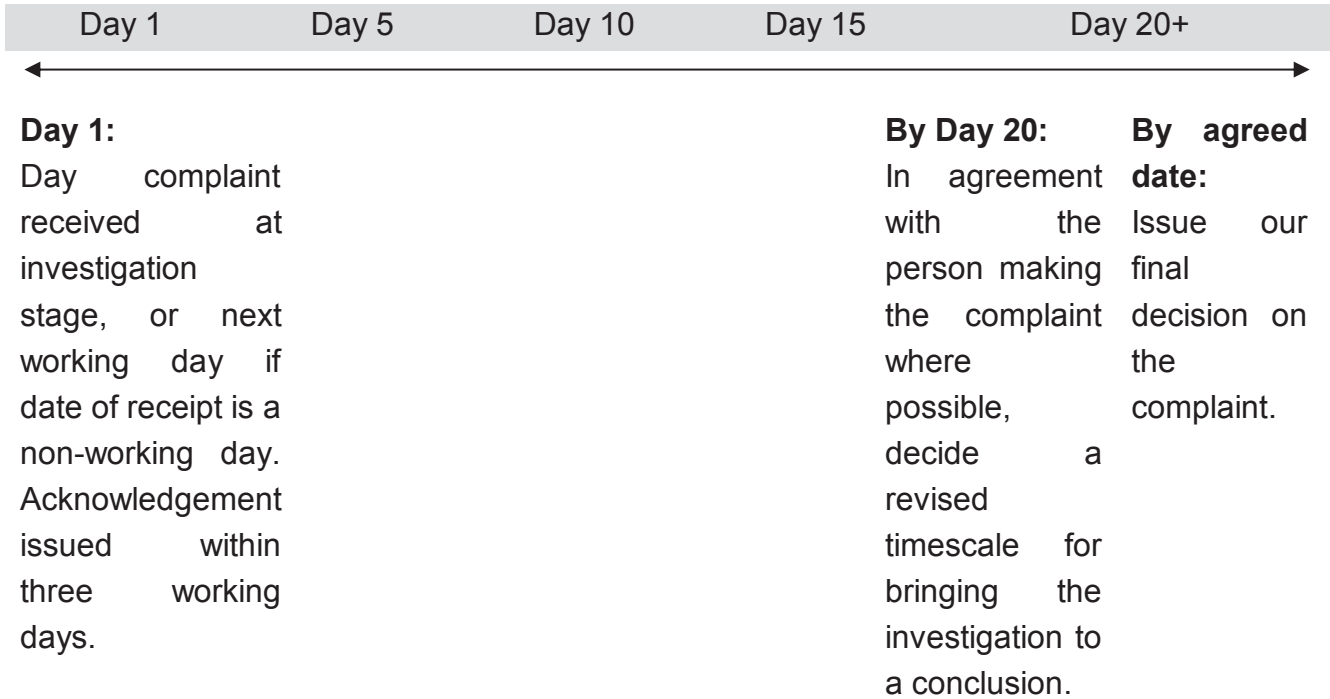 Day 1 Day 5 Day 10 Day 15 Day 20+
Day 1:
Day complaint
received at
investigation
stage, or next
working day if
date of receipt is a
non-working day.
Acknowledgement
issued within
three working
days.
By Day 20:
In agreement
with the
person making
the complaint
where
possible,
decide a
revised
timescale for
bringing the
investigation to
a conclusion.
By agreed
date:
Issue our
final
decision on
the
complaint.